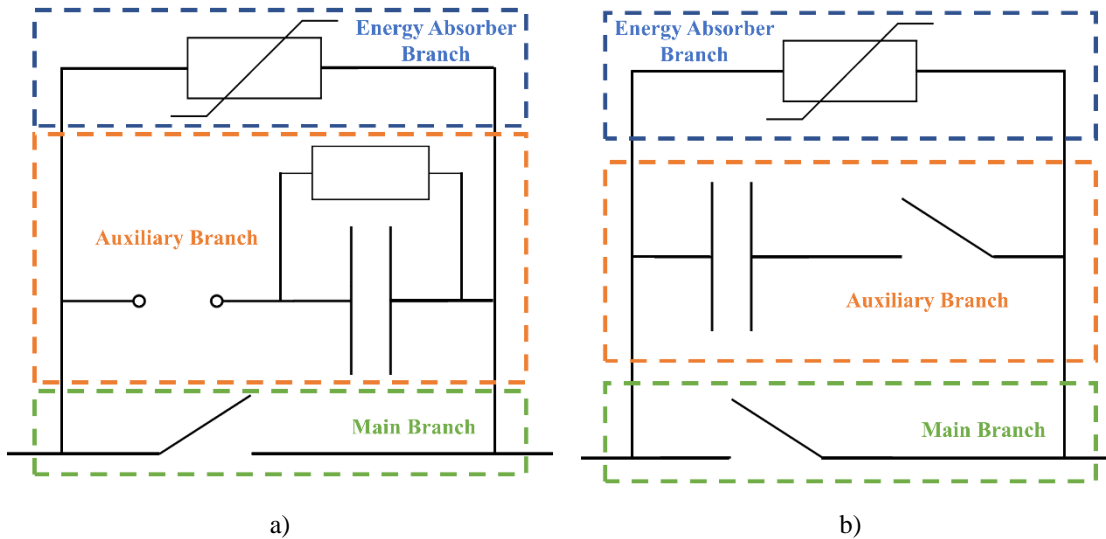 Energy Absorber
Branch
Auxiliary Branch
Main Branch
a)
Energy Absorber
Branch
Auxiliary Branch
Main Branch
b)